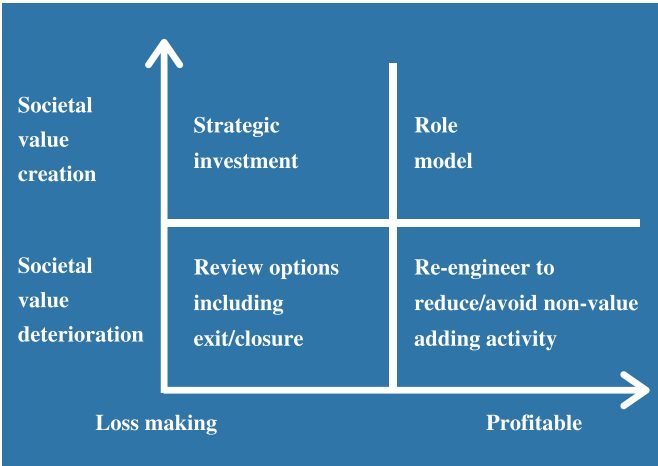 Societal
value
creation
Strategic
investment
Role
model
Societal
value
deterioration
Review options
including
exit/closure
Re-engineer to
reduce/avoid non-value
adding activity
Loss making
Profitable